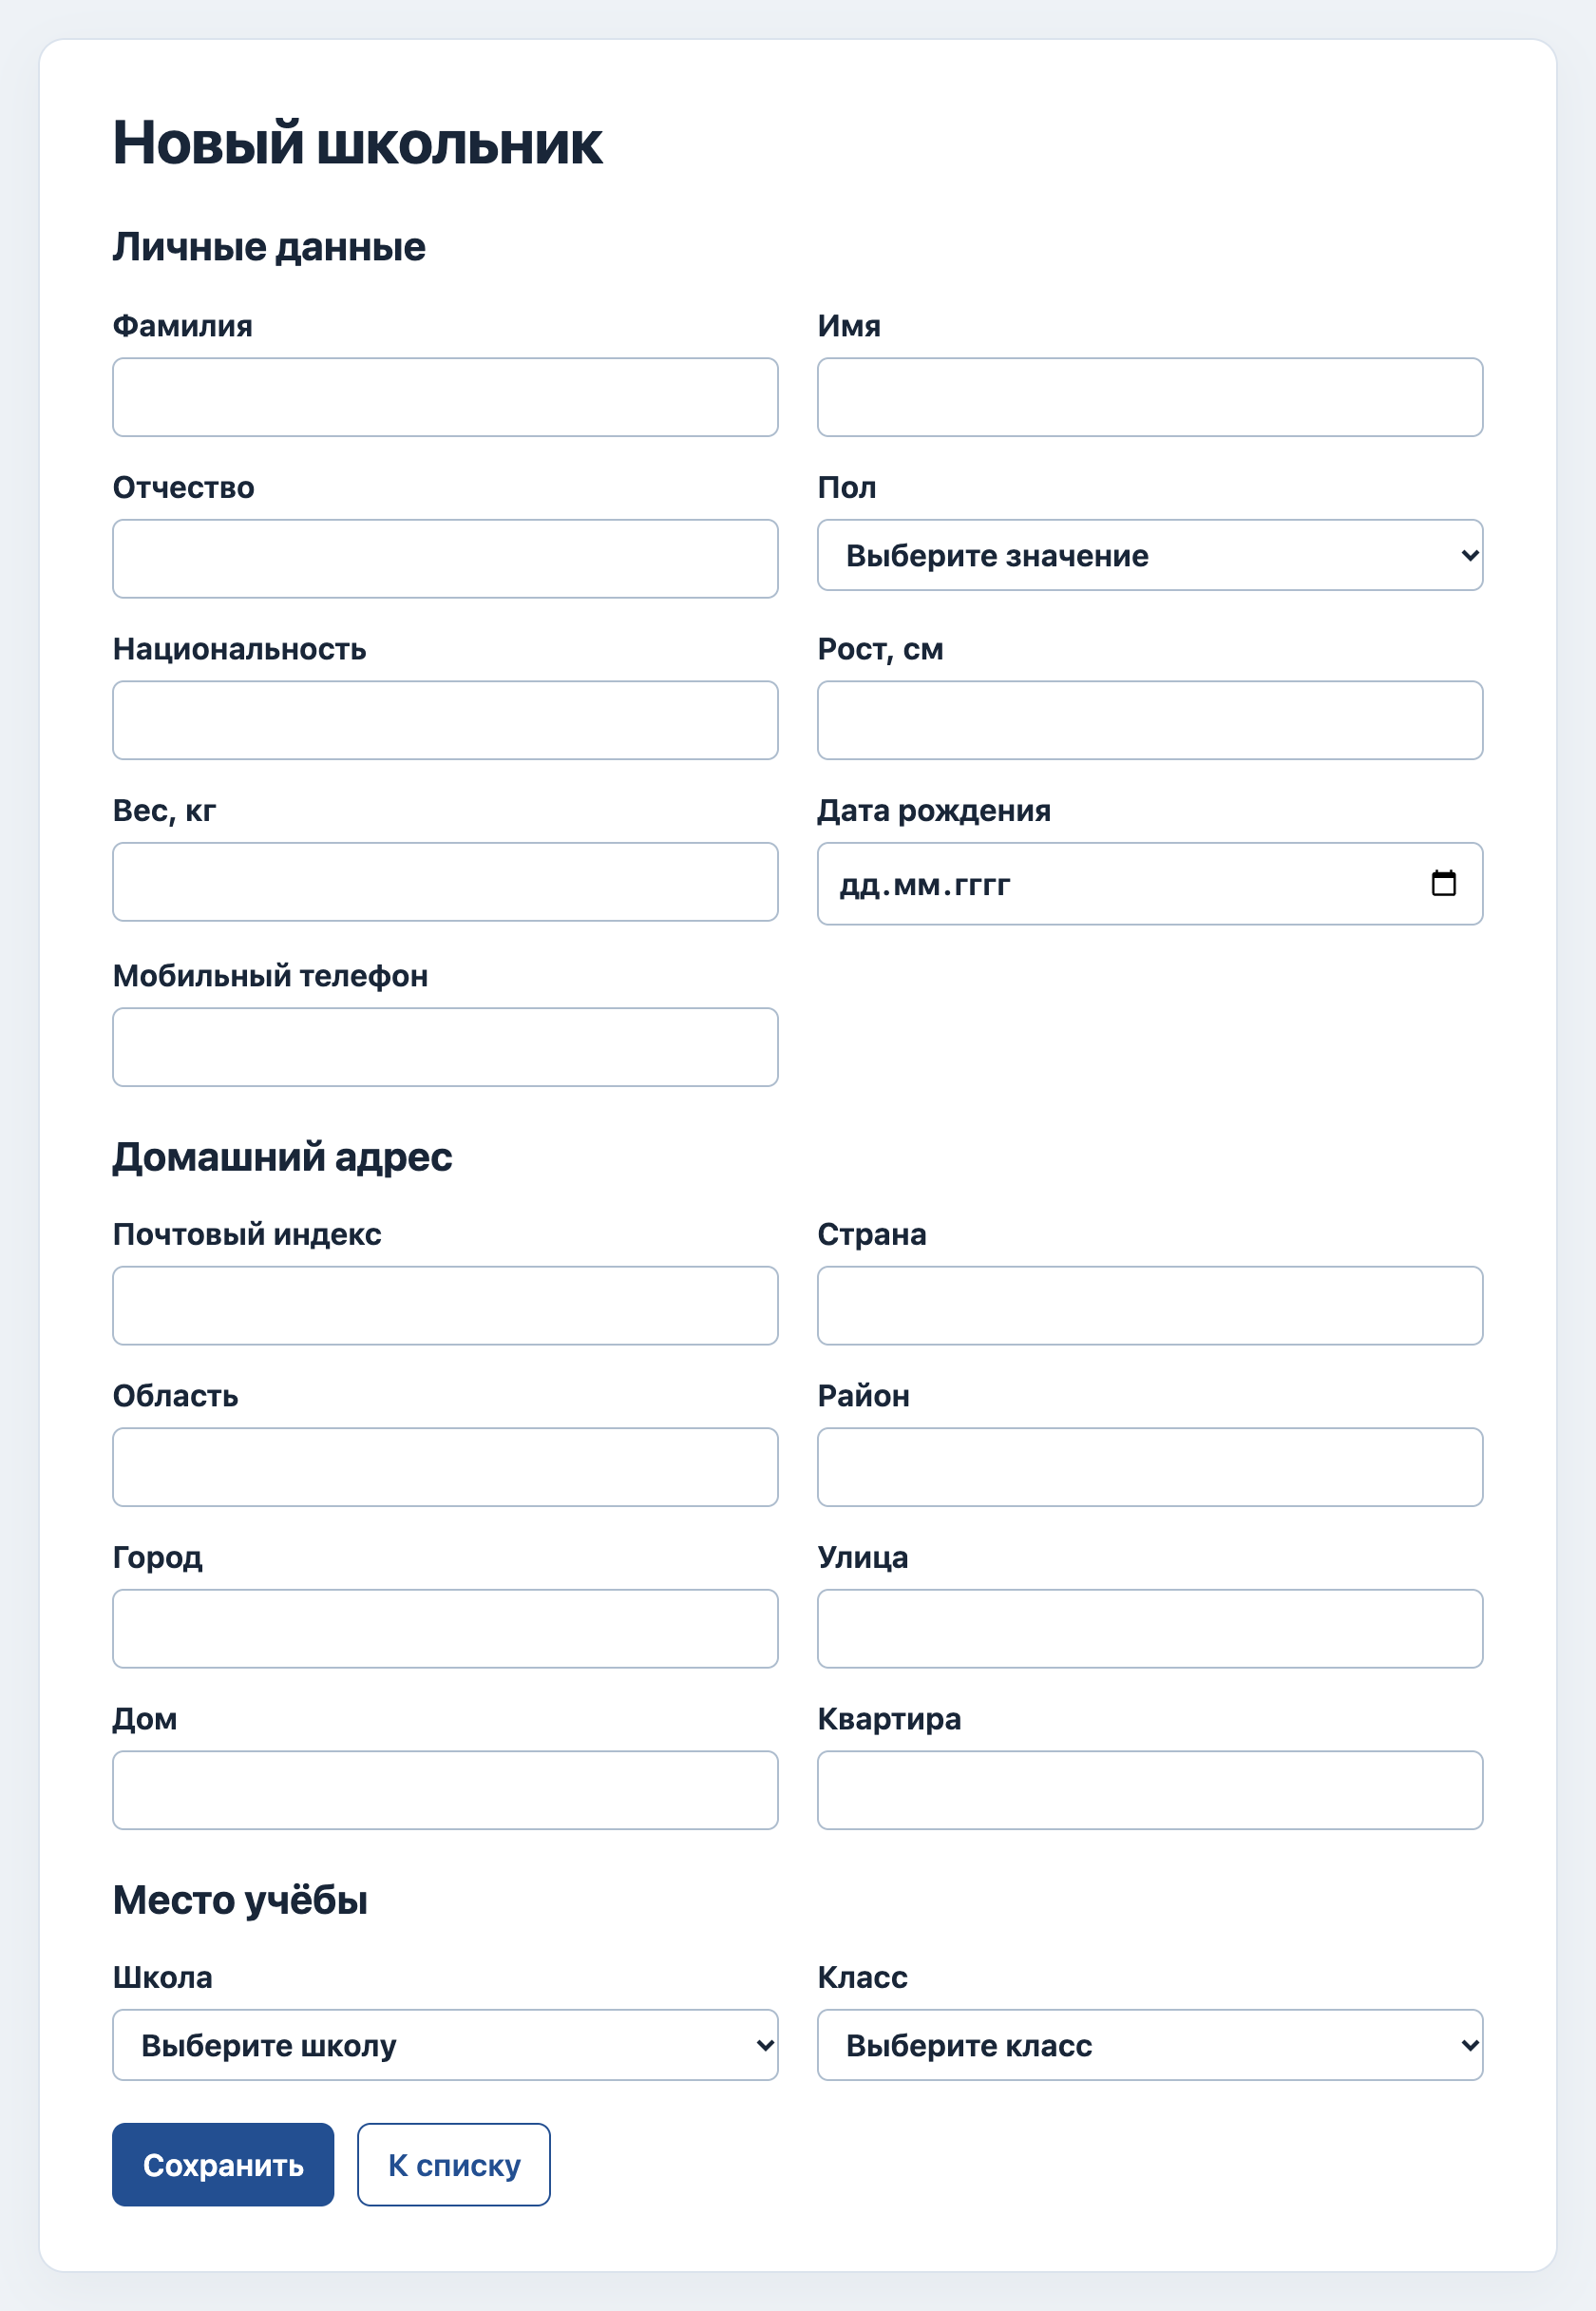 Новый школьник
Личные данные
Фамилия
Имя
Отчество
Пол
Выберите значение
Национальность
Рост, см
Вес, кг
Дата рождения
дд.мм.гггг
Мобильный телефон
Домашний адрес
Почтовый индекс
Страна
Область
Район
Город
Улица
Дом
Квартира
Место учёбы
Школа
Класс
Выберите школу
Выберите класс
Сохранить
К списку